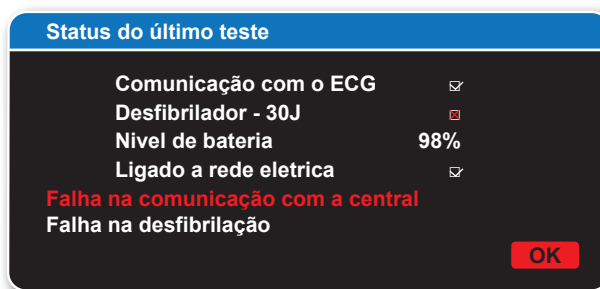 Status do último teste
Comunicação com o ECG
Desfibrilador - 30J
Nivel de bateria 98%
Ligado a rede eletrica
Falha na comunicação com a central
Falha na desfibrilação
OK